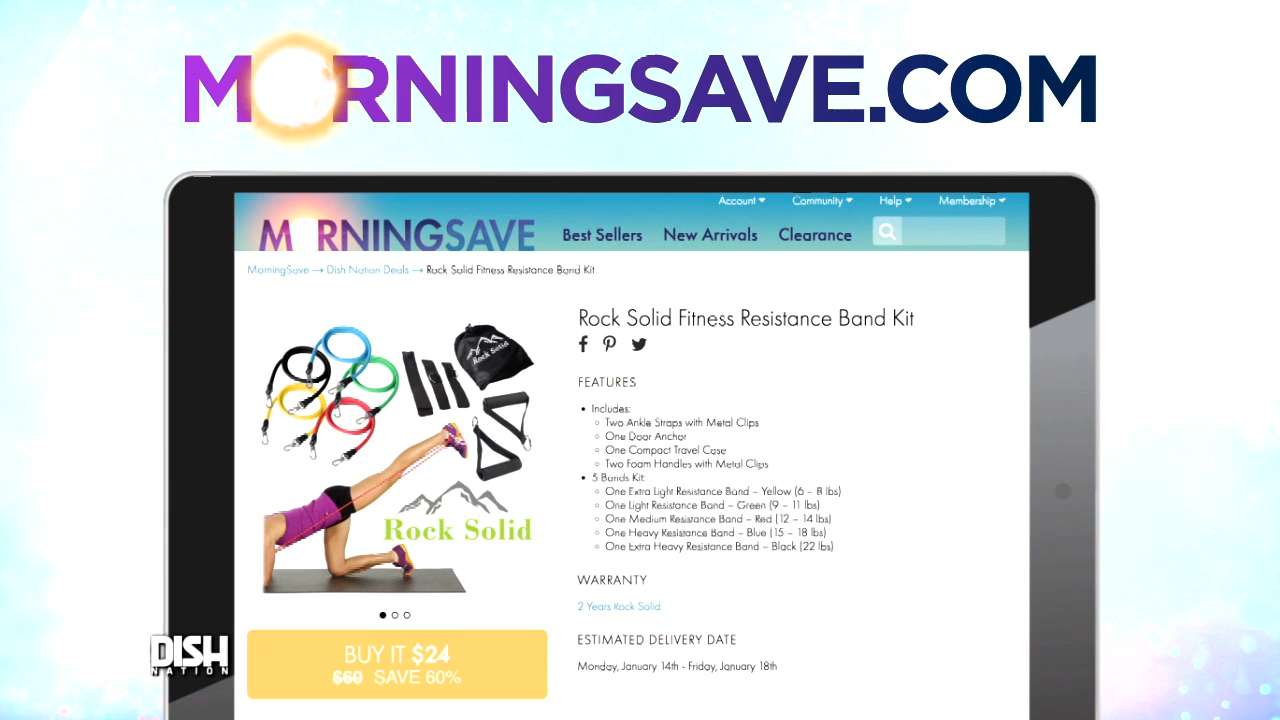 MORNINGSAVE.COM
Account Community Help Membership
MORNINGSAVE Best Sellers New Arrivals Clearance
MorningSave → Dish Nation Deals → Rock Solid Fitness Resistance Band Kit
Rock Solid Fitness Resistance Band Kit
FEATURES
• Includes:
○ Two Ankle Straps with Metal Clips
○ One Door Anchor
○ One Compact Travel Case
○ Two Foam Handles with Metal Clips
• 5 Bands Kit:
○ One Extra Light Resistance Band – Yellow (6 – 8 lbs)
○ One Light Resistance Band – Green (9 – 11 lbs)
○ One Medium Resistance Band – Red (12 – 14 lbs)
○ One Heavy Resistance Band – Blue (15 – 18 lbs)
○ One Extra Heavy Resistance Band – Black (22 lbs)
WARRANTY
2 Years Rock Solid
ESTIMATED DELIVERY DATE
Monday, January 14th - Friday, January 18th
Rock Solid
Rock Solid
BUY IT $24
$60 SAVE 60%
DISH
NATION